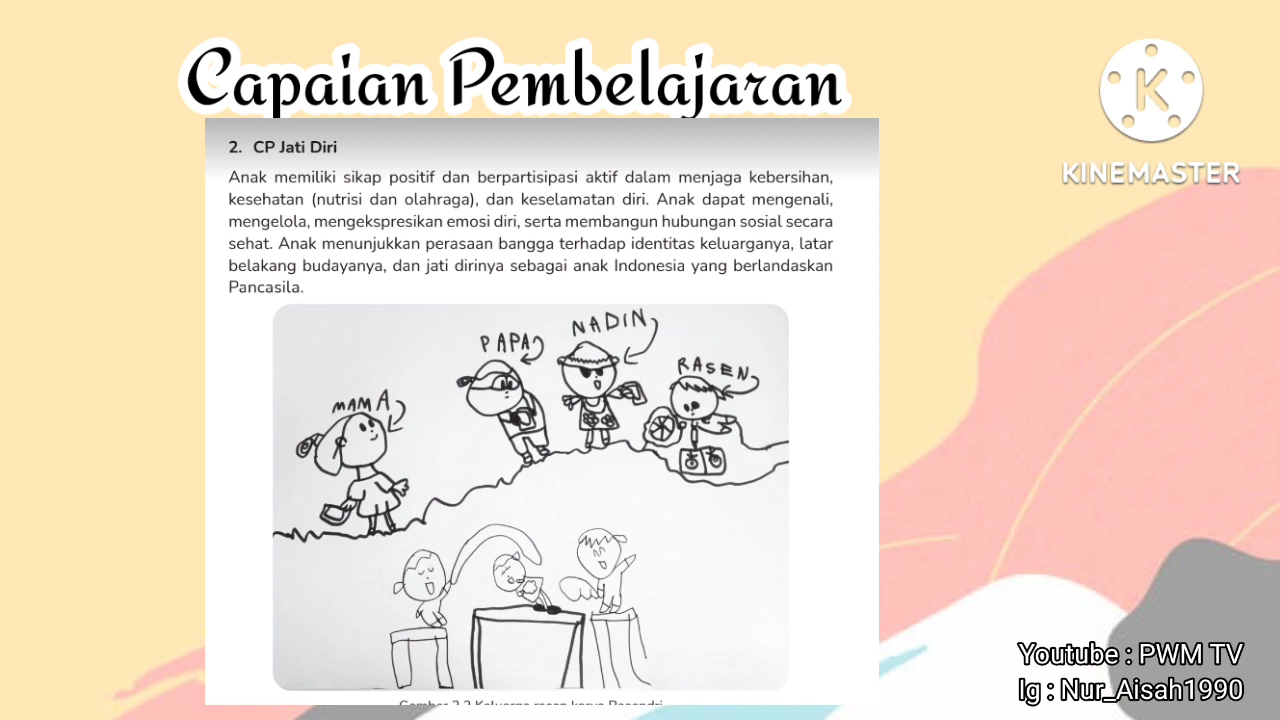 Capaian Pembelajaran
K
KINEMASTER
2. CP Jati Diri
Anak memiliki sikap positif dan berpartisipasi aktif dalam menjaga kebersihan,
kesehatan (nutrisi dan olahraga), dan keselamatan diri. Anak dapat mengenali,
mengelola, mengekspresikan emosi diri, serta membangun hubungan sosial secara
sehat. Anak menunjukkan perasaan bangga terhadap identitas keluarganya, latar
belakang budayanya, dan jati dirinya sebagai anak Indonesia yang berlandaskan
Pancasila.
MAMA
PAPA
NADIN
RASEN
Youtube : PWM TV
Ig : Nur_Aisah1990